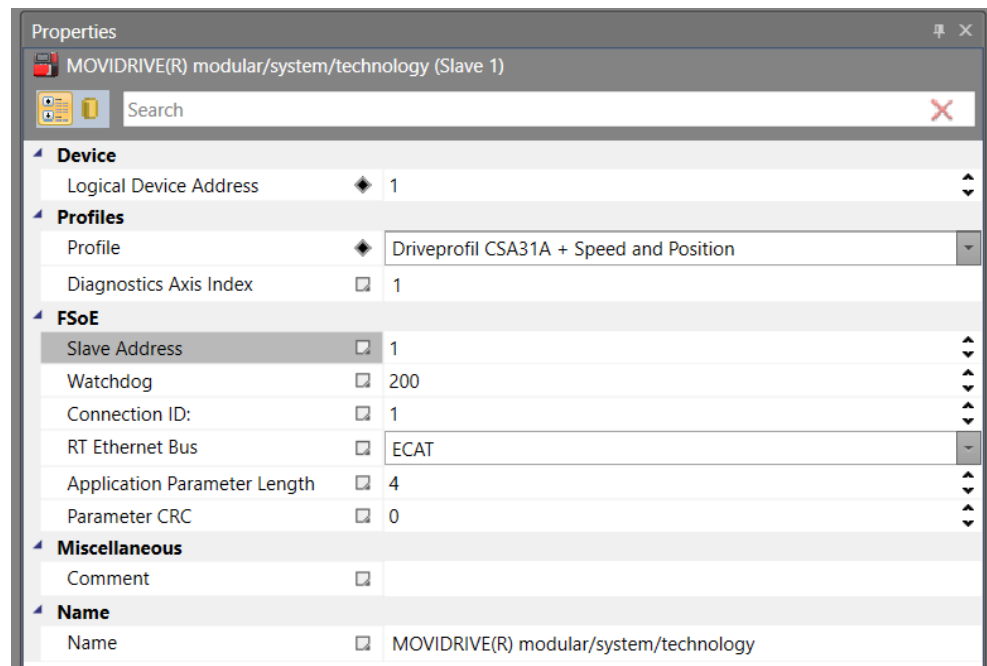 Properties
MOVIDRIVE(R) modular/system/technology (Slave 1)
Search
Device
Logical Device Address 1
Profiles
Profile Driveprofil CSA31A + Speed and Position
Diagnostics Axis Index 1
FSoE
Slave Address 1
Watchdog 200
Connection ID: 1
RT Ethernet Bus ECAT
Application Parameter Length 4
Parameter CRC 0
Miscellaneous
Comment
Name
Name MOVIDRIVE(R) modular/system/technology